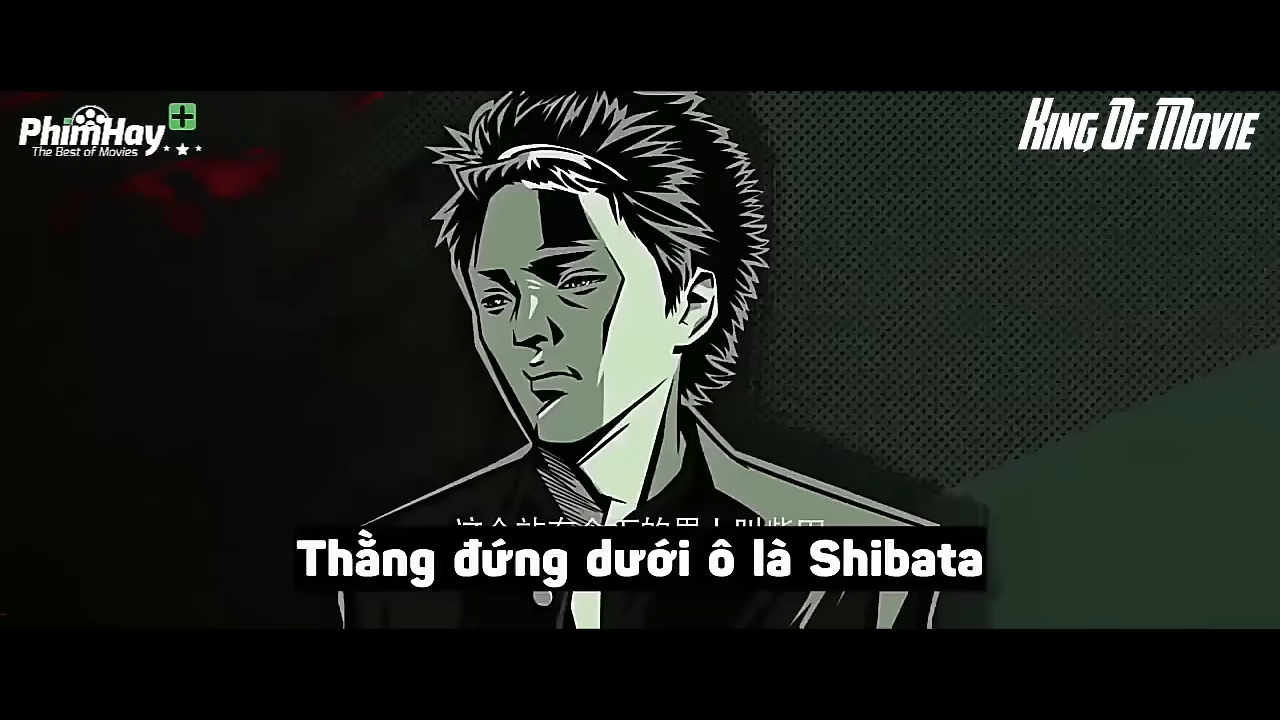 PhimHay+
The Best of Movies
King Of Movie
Thằng đứng dưới ô là Shibata